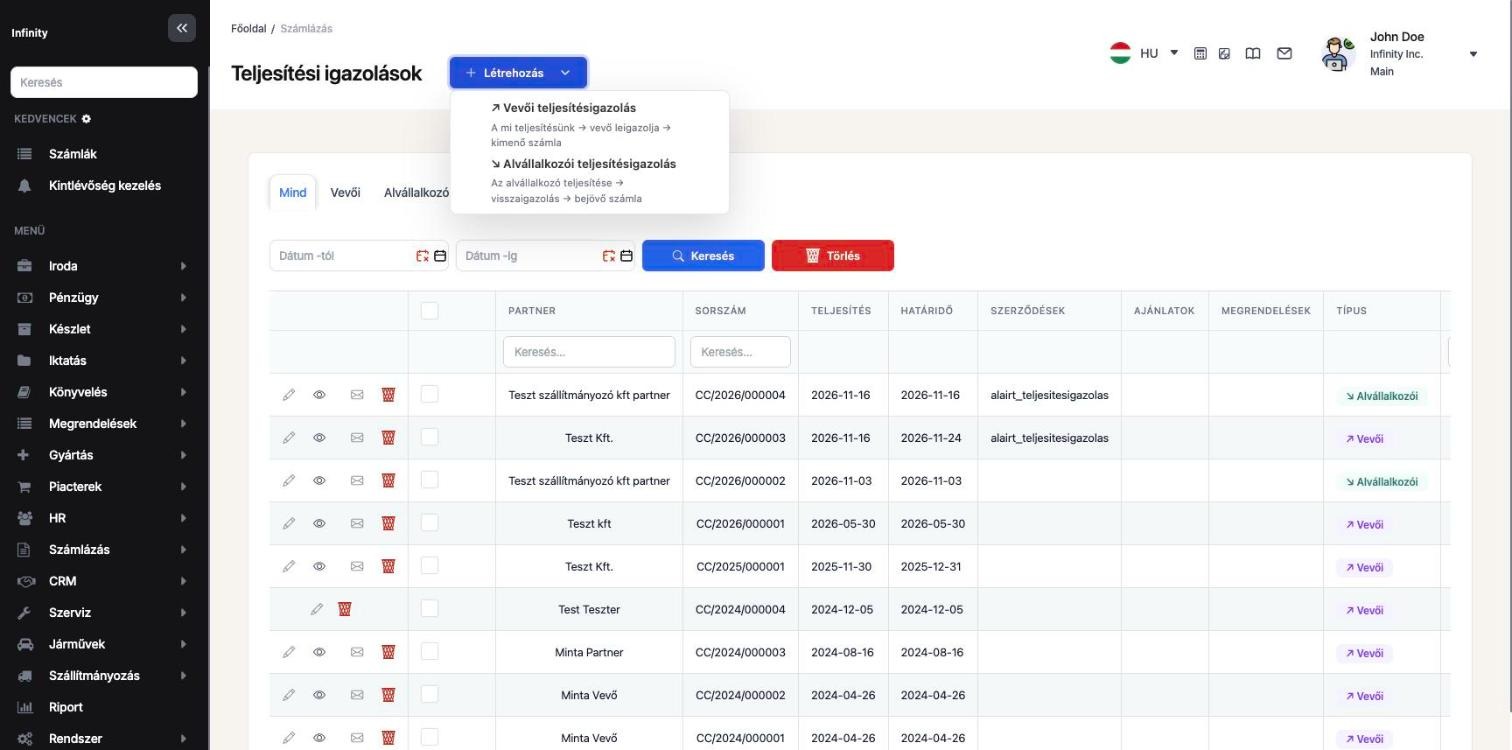 Infinity
Keresés
KEDVENCEK
Számlák
Kintlévőség kezelés
MENÜ
Iroda
Pénzügy
Készlet
Iktatás
Könyvelés
Megrendelések
Gyártás
Piacterek
HR
Számlázás
CRM
Szerviz
Járművek
Szállítmányozás
Riport
Rendszer
Főoldal / Számlázás
Teljesítési igazolások
+ Létrehozás
↗ Vevői teljesítésigazolás
A mi teljesítésünk → vevő leigazolja →
kimenő számla
↘ Alvállalkozói teljesítésigazolás
Az alvállalkozó teljesítése →
visszaigazolás → bejövő számla
HU
John Doe
Infinity Inc.
Main
Mind Vevői Alvállalkozó
Dátum -tól Dátum -ig Keresés Törlés
PARTNER SORSZÁM TELJESÍTÉS HATÁRIDŐ SZERZŐDÉSEK AJÁNLATOK MEGRENDELÉSEK TÍPUS
Keresés... Keresés...
Teszt szállítmányozó kft partner CC/2026/000004 2026-11-16 2026-11-16 alairt_teljesitesigazolas ↘ Alvállalkozói
Teszt Kft. CC/2026/000003 2026-11-16 2026-11-24 alairt_teljesitesigazolas ↗ Vevői
Teszt szállítmányozó kft partner CC/2026/000002 2026-11-03 2026-11-03 ↘ Alvállalkozói
Teszt kft CC/2026/000001 2026-05-30 2026-05-30 ↗ Vevői
Teszt Kft. CC/2025/000001 2025-11-30 2025-12-31 ↗ Vevői
Test Teszter CC/2024/000004 2024-12-05 2024-12-05 ↗ Vevői
Minta Partner CC/2024/000003 2024-08-16 2024-08-16 ↗ Vevői
Minta Vevő CC/2024/000002 2024-04-26 2024-04-26 ↗ Vevői
Minta Vevő CC/2024/000001 2024-04-26 2024-04-26 ↗ Vevői